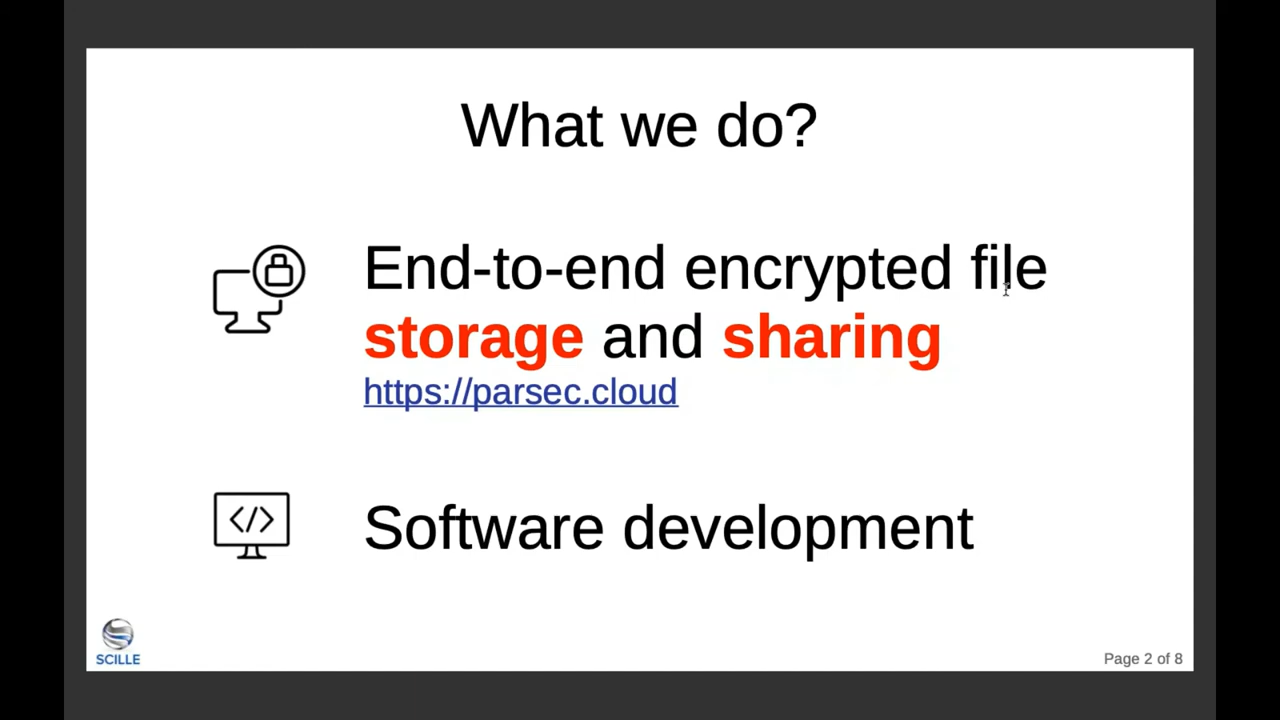 What we do?
End-to-end encrypted file
storage and sharing
https://parsec.cloud
</>
Software development
SCILLE
Page 2 of 8